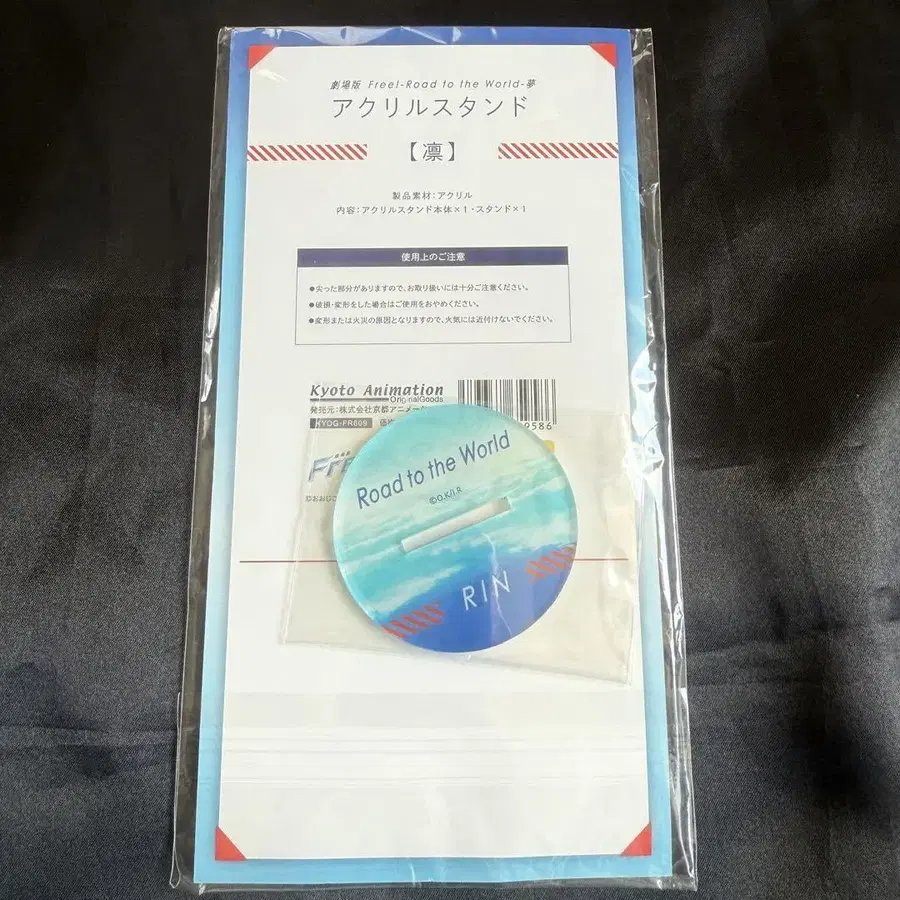 劇場版 Free!-Road to the World-夢
アクリルスタンド
【凛】
製品素材:アクリル
内容:アクリルスタンド本体×1・スタンド×1
使用上のご注意
●尖った部分がありますので、お取り扱いには十分ご注意ください。
●破損・変形をした場合はご使用をおやめください。
●変形または火災の原因となりますので、火気には近付けないでください。
Kyoto Animation
OriginalGoods
発売元:株式会社京都アニメー
KYOG-FR609
9586
Fre
Road to the World
©O.K/I.R
RIN